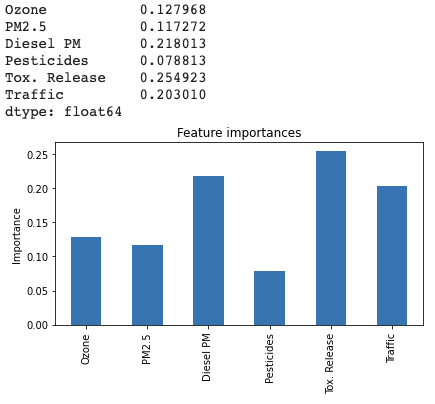 Ozone 0.127968
PM2.5 0.117272
Diesel PM 0.218013
Pesticides 0.078813
Tox. Release 0.254923
Traffic 0.203010
dtype: float64
Feature importances
0.25
0.20
0.15
0.10
0.05
0.00
Importance
Ozone
PM2.5
Diesel PM
Pesticides
Tox. Release
Traffic